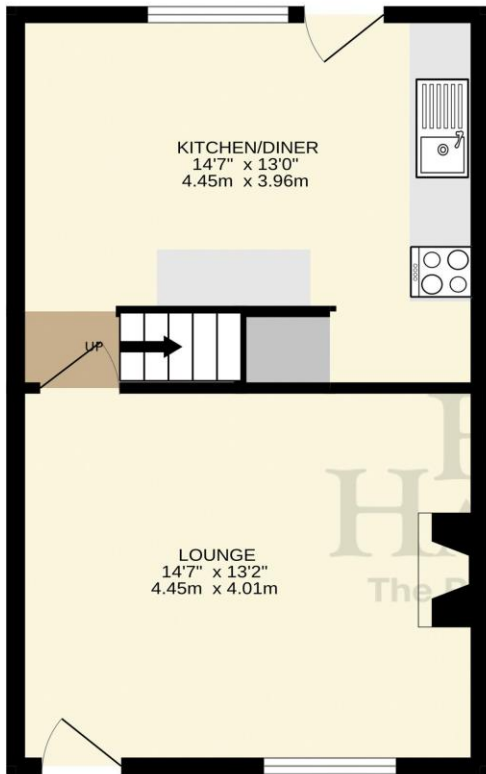 KITCHEN/DINER
14'7" x 13'0"
4.45m x 3.96m
UP
LOUNGE
14'7" x 13'2"
4.45m x 4.01m
The